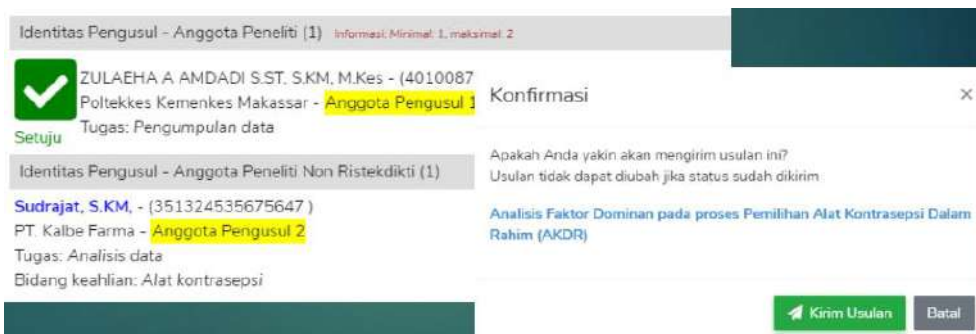 Identitas Pengusul - Anggota Peneliti (1) Informasi: Minimal: 1, maksimal: 2
ZULAEHA A AMDADI S.ST, S.KM, M.Kes - (4010087
Poltekkes Kemenkes Makassar - Anggota Pengusul 1
Tugas: Pengumpulan data
Setuju
Identitas Pengusul - Anggota Peneliti Non Ristekdikti (1)
Sudrajat, S.KM, - (351324535675647 )
PT. Kalbe Farma - Anggota Pengusul 2
Tugas: Analisis data
Bidang keahlian: Alat kontrasepsi
Konfirmasi ×
Apakah Anda yakin akan mengirim usulan ini?
Usulan tidak dapat diubah jika status sudah dikirim
Analisis Faktor Dominan pada proses Pemilihan Alat Kontrasepsi Dalam
Rahim (AKDR)
Kirim Usulan Batal